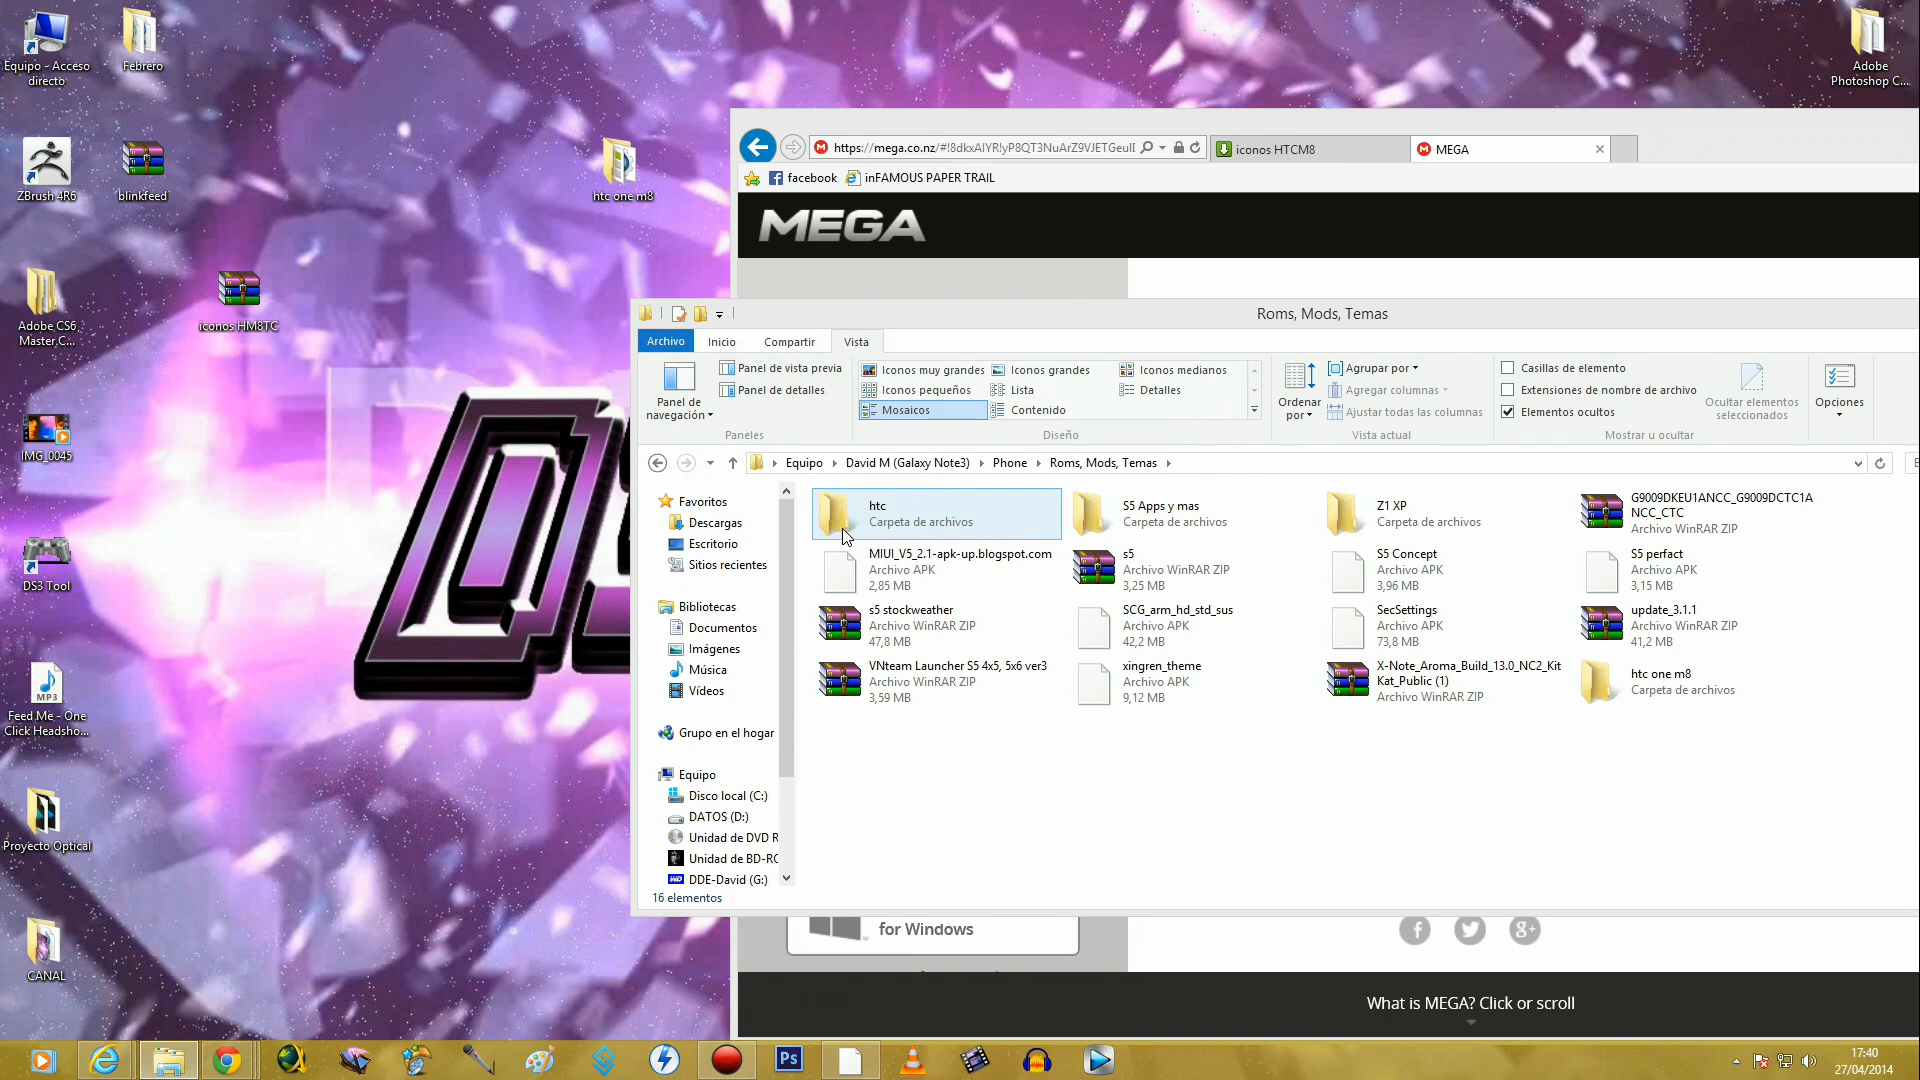 Equipo - Acceso
directo
Febrero
Adobe
Photoshop C...
ZBrush 4R6
blinkfeed
htc one m8
iconos HM8TC
Adobe CS6
Master C...
IMG_0045
DS3 Tool
MP3
Feed Me - One
Click Headsho...
Proyecto Optical
CANAL
https://mega.co.nz/#!8dkxAIYR!yP8QT3NuArZ9VJETGeuII
iconos HTCM8
MEGA
facebook
inFAMOUS PAPER TRAIL
MEGA
Roms, Mods, Temas
Archivo
Inicio
Compartir
Vista
Panel de
navegación
Panel de vista previa
Panel de detalles
Paneles
Iconos muy grandes
Iconos grandes
Iconos medianos
Iconos pequeños
Lista
Detalles
Mosaicos
Contenido
Diseño
Ordenar
por
Agrupar por
Agregar columnas
Ajustar todas las columnas
Vista actual
Casillas de elemento
Extensiones de nombre de archivo
Elementos ocultos
Ocultar elementos
seleccionados
Mostrar u ocultar
Opciones
Equipo
David M (Galaxy Note3)
Phone
Roms, Mods, Temas
Favoritos
Descargas
Escritorio
Sitios recientes
Bibliotecas
Documentos
Imágenes
Música
Vídeos
Grupo en el hogar
Equipo
Disco local (C:)
DATOS (D:)
Unidad de DVD R
Unidad de BD-RO
DDE-David (G:)
htc
Carpeta de archivos
S5 Apps y mas
Carpeta de archivos
Z1 XP
Carpeta de archivos
G9009DKEU1ANCC_G9009DCTC1A
NCC_CTC
Archivo WinRAR ZIP
MIUI_V5_2.1-apk-up.blogspot.com
Archivo APK
2,85 MB
s5
Archivo WinRAR ZIP
3,25 MB
S5 Concept
Archivo APK
3,96 MB
S5 perfact
Archivo APK
3,15 MB
s5 stockweather
Archivo WinRAR ZIP
47,8 MB
SCG_arm_hd_std_sus
Archivo APK
42,2 MB
SecSettings
Archivo APK
73,8 MB
update_3.1.1
Archivo WinRAR ZIP
41,2 MB
VNteam Launcher S5 4x5, 5x6 ver3
Archivo WinRAR ZIP
3,59 MB
xingren_theme
Archivo APK
9,12 MB
X-Note_Aroma_Build_13.0_NC2_Kit
Kat_Public (1)
Archivo WinRAR ZIP
htc one m8
Carpeta de archivos
16 elementos
for Windows
What is MEGA? Click or scroll
Ps
17:40
27/04/2014